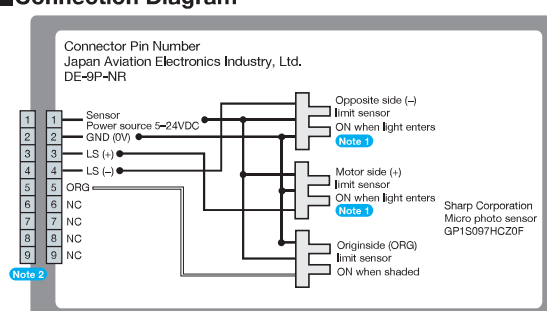 ■Connection Diagram
Connector Pin Number
Japan Aviation Electronics Industry, Ltd.
DE-9P-NR
1 1 Sensor
Power source 5–24VDC
2 2 GND (0V)
3 3 LS (+)
4 4 LS (–)
5 5 ORG
6 6 NC
7 7 NC
8 8 NC
9 9 NC
Note 2
Opposite side (–)
limit sensor
ON when light enters
Note 1
Motor side (+)
limit sensor
ON when light enters
Note 1
Originside (ORG)
limit sensor
ON when shaded
Sharp Corporation
Micro photo sensor
GP1S097HCZ0F